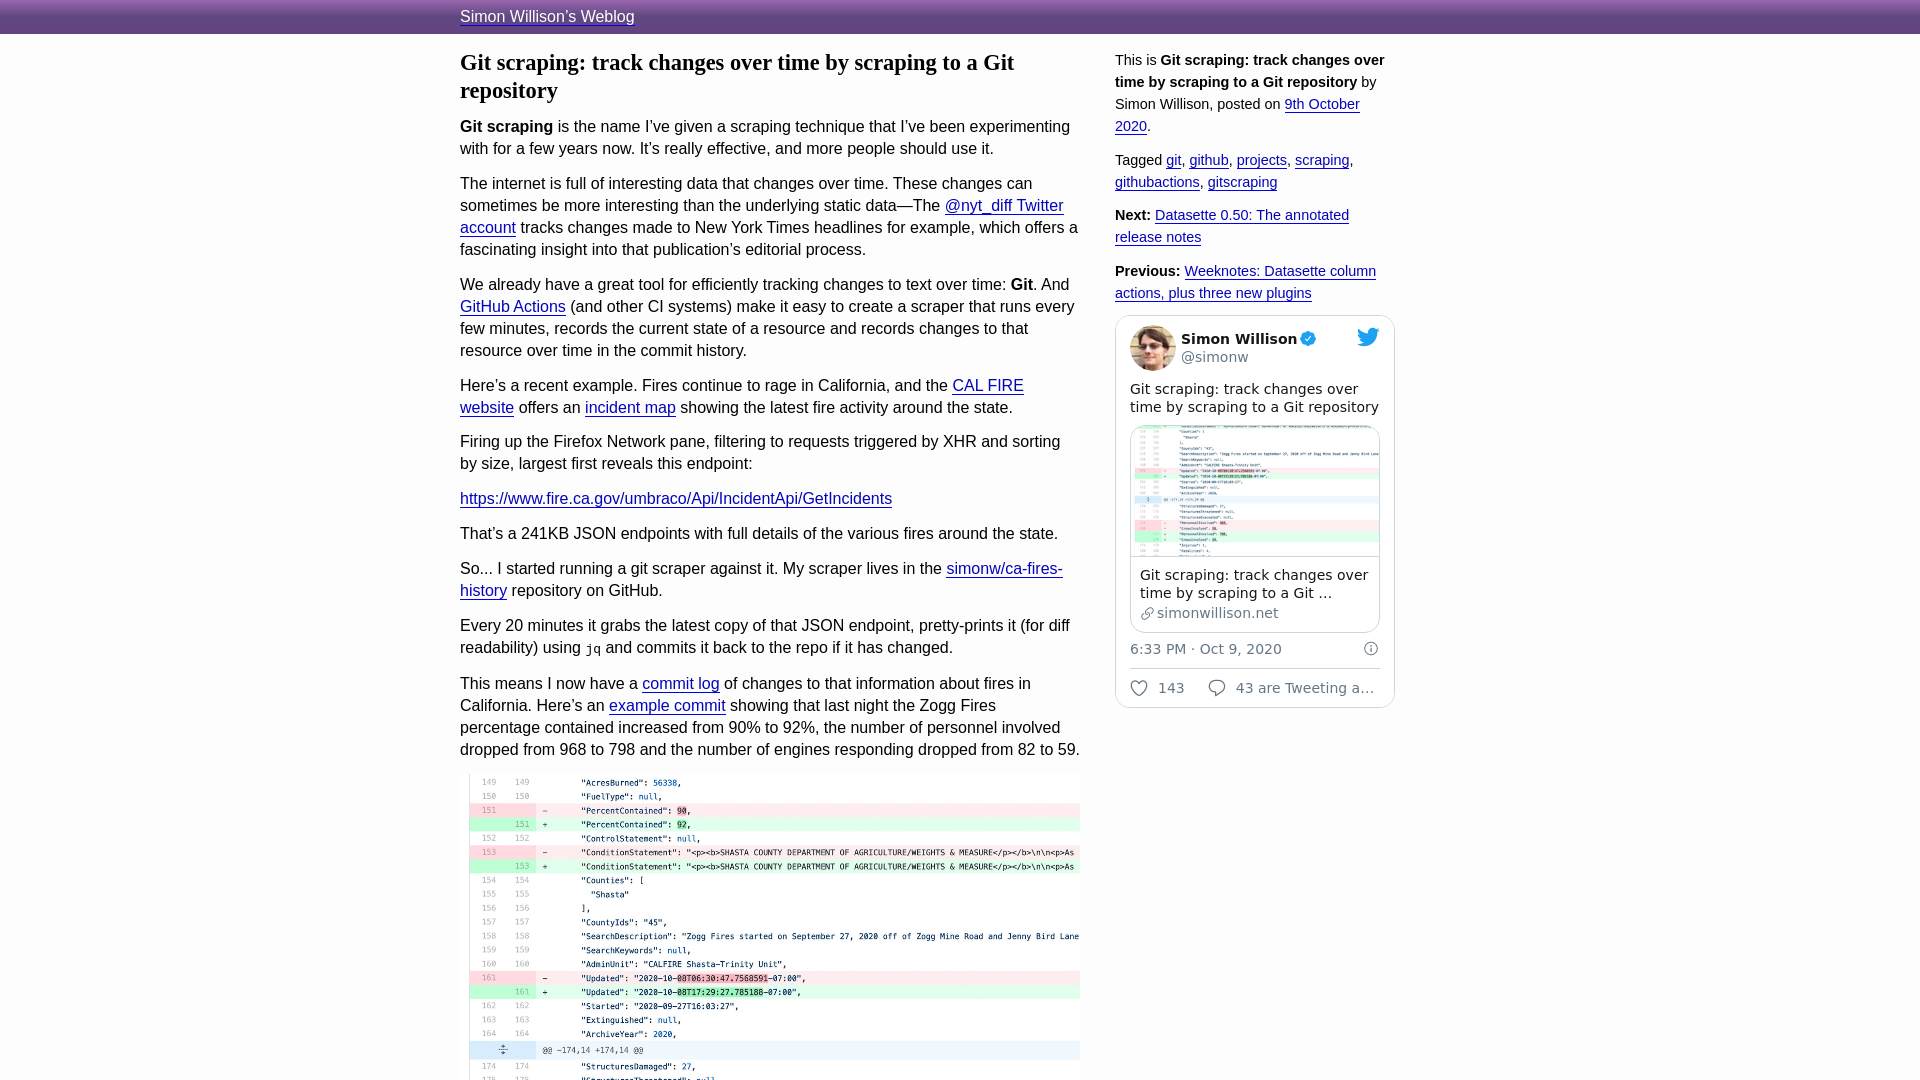 Simon Willison’s Weblog
Git scraping: track changes over time by scraping to a Git
repository
Git scraping is the name I’ve given a scraping technique that I’ve been experimenting
with for a few years now. It’s really effective, and more people should use it.
The internet is full of interesting data that changes over time. These changes can
sometimes be more interesting than the underlying static data—The @nyt_diff Twitter
account tracks changes made to New York Times headlines for example, which offers a
fascinating insight into that publication’s editorial process.
We already have a great tool for efficiently tracking changes to text over time: Git. And
GitHub Actions (and other CI systems) make it easy to create a scraper that runs every
few minutes, records the current state of a resource and records changes to that
resource over time in the commit history.
Here’s a recent example. Fires continue to rage in California, and the CAL FIRE
website offers an incident map showing the latest fire activity around the state.
Firing up the Firefox Network pane, filtering to requests triggered by XHR and sorting
by size, largest first reveals this endpoint:
https://www.fire.ca.gov/umbraco/Api/IncidentApi/GetIncidents
That’s a 241KB JSON endpoints with full details of the various fires around the state.
So... I started running a git scraper against it. My scraper lives in the simonw/ca-fires-
history repository on GitHub.
Every 20 minutes it grabs the latest copy of that JSON endpoint, pretty-prints it (for diff
readability) using jq and commits it back to the repo if it has changed.
This means I now have a commit log of changes to that information about fires in
California. Here’s an example commit showing that last night the Zogg Fires
percentage contained increased from 90% to 92%, the number of personnel involved
dropped from 968 to 798 and the number of engines responding dropped from 82 to 59.
149 149 "AcresBurned": 56338,
150 150 "FuelType": null,
151 - "PercentContained": 90,
151 + "PercentContained": 92,
152 152 "ControlStatement": null,
153 - "ConditionStatement": "<p><b>SHASTA COUNTY DEPARTMENT OF AGRICULTURE/WEIGHTS & MEASURE</p></b>\n\n<p>As
153 + "ConditionStatement": "<p><b>SHASTA COUNTY DEPARTMENT OF AGRICULTURE/WEIGHTS & MEASURE</p></b>\n\n<p>As
154 154 "Counties": [
155 155 "Shasta"
156 156 ],
157 157 "CountyIds": "45",
158 158 "SearchDescription": "Zogg Fires started on September 27, 2020 off of Zogg Mine Road and Jenny Bird Lane
159 159 "SearchKeywords": null,
160 160 "AdminUnit": "CALFIRE Shasta-Trinity Unit",
161 - "Updated": "2020-10-08T06:30:47.7568591-07:00",
161 + "Updated": "2020-10-08T17:29:27.785188-07:00",
162 162 "Started": "2020-09-27T16:03:27",
163 163 "Extinguished": null,
164 164 "ArchiveYear": 2020,
@@ -174,14 +174,14 @@
174 174 "StructuresDamaged": 27,
This is Git scraping: track changes over
time by scraping to a Git repository by
Simon Willison, posted on 9th October
2020.
Tagged git, github, projects, scraping,
githubactions, gitscraping
Next: Datasette 0.50: The annotated
release notes
Previous: Weeknotes: Datasette column
actions, plus three new plugins
Simon Willison
@simonw
Git scraping: track changes over
time by scraping to a Git repository
Git scraping: track changes over
time by scraping to a Git …
simonwillison.net
6:33 PM · Oct 9, 2020
143 43 are Tweeting a…